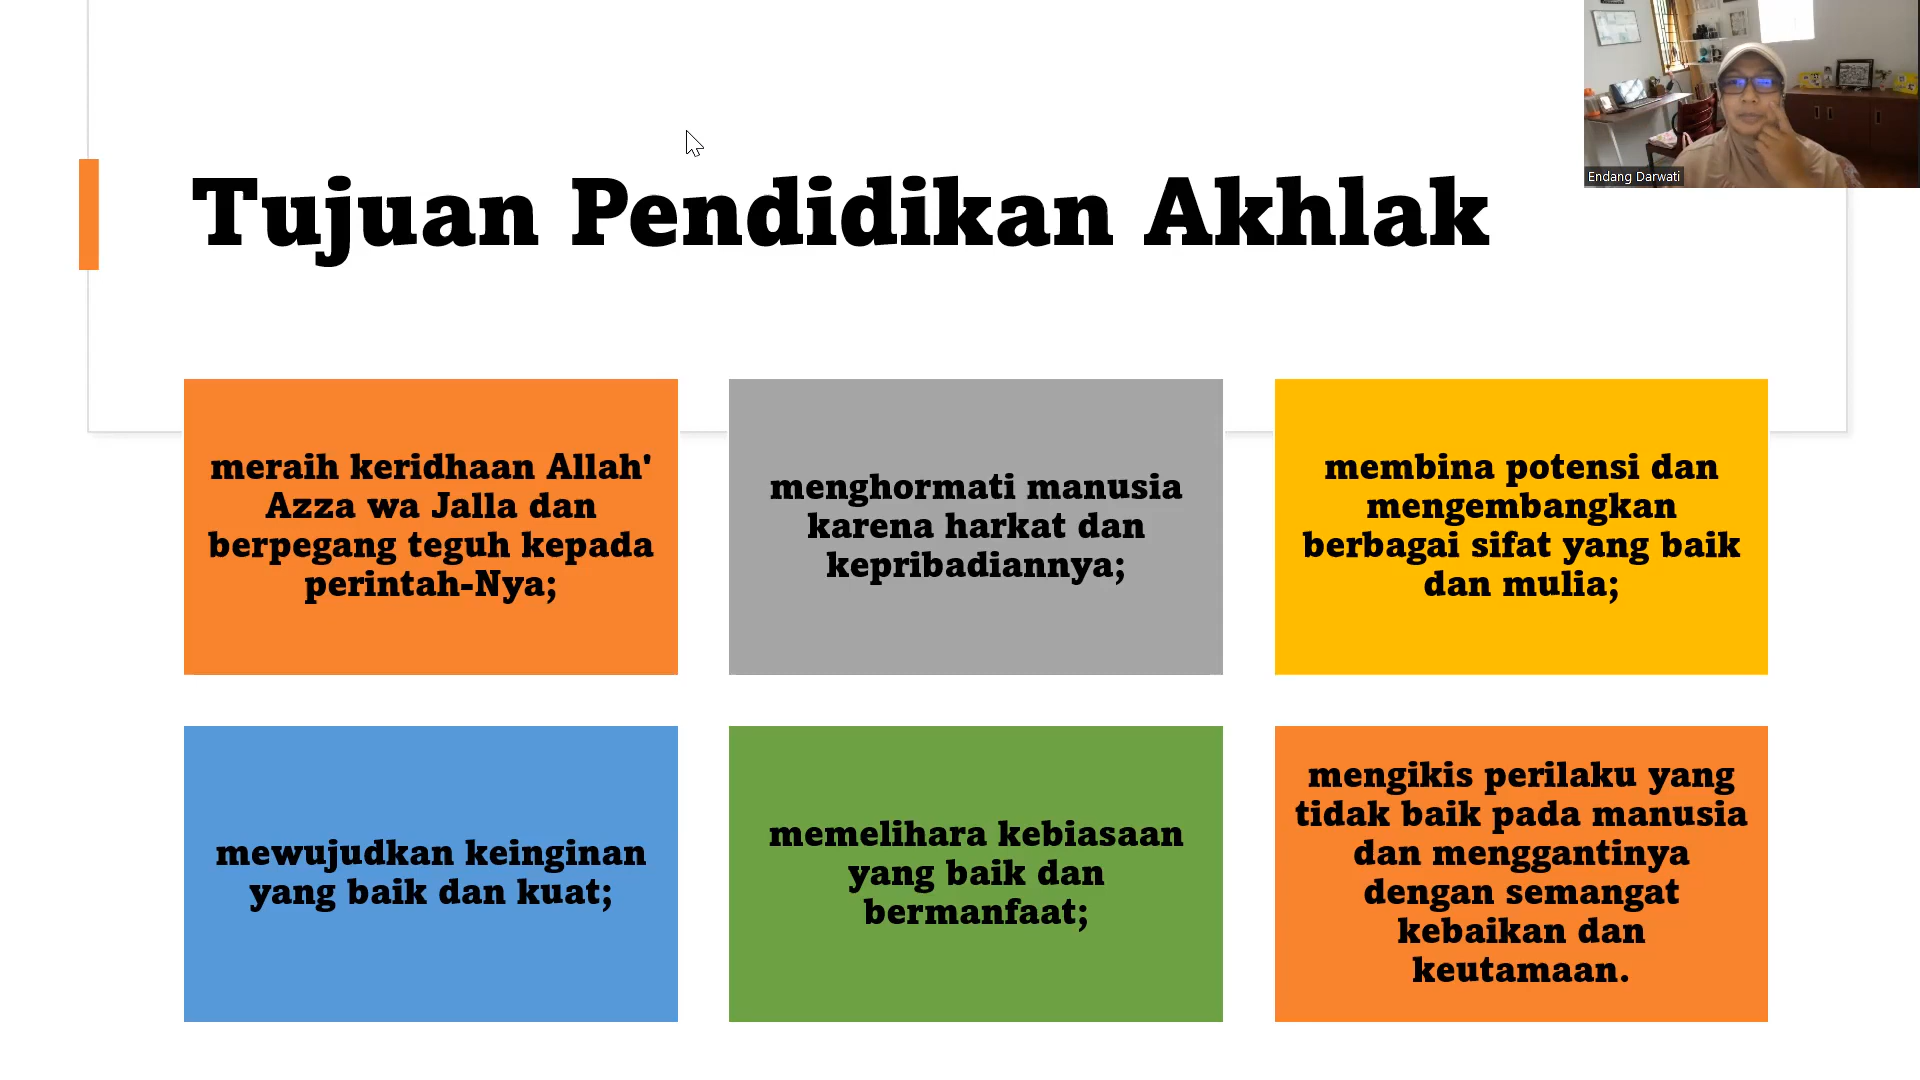 Endang Darwati
Tujuan Pendidikan Akhlak
meraih keridhaan Allah'
Azza wa Jalla dan
berpegang teguh kepada
perintah-Nya;
menghormati manusia
karena harkat dan
kepribadiannya;
membina potensi dan
mengembangkan
berbagai sifat yang baik
dan mulia;
mewujudkan keinginan
yang baik dan kuat;
memelihara kebiasaan
yang baik dan
bermanfaat;
mengikis perilaku yang
tidak baik pada manusia
dan menggantinya
dengan semangat
kebaikan dan
keutamaan.